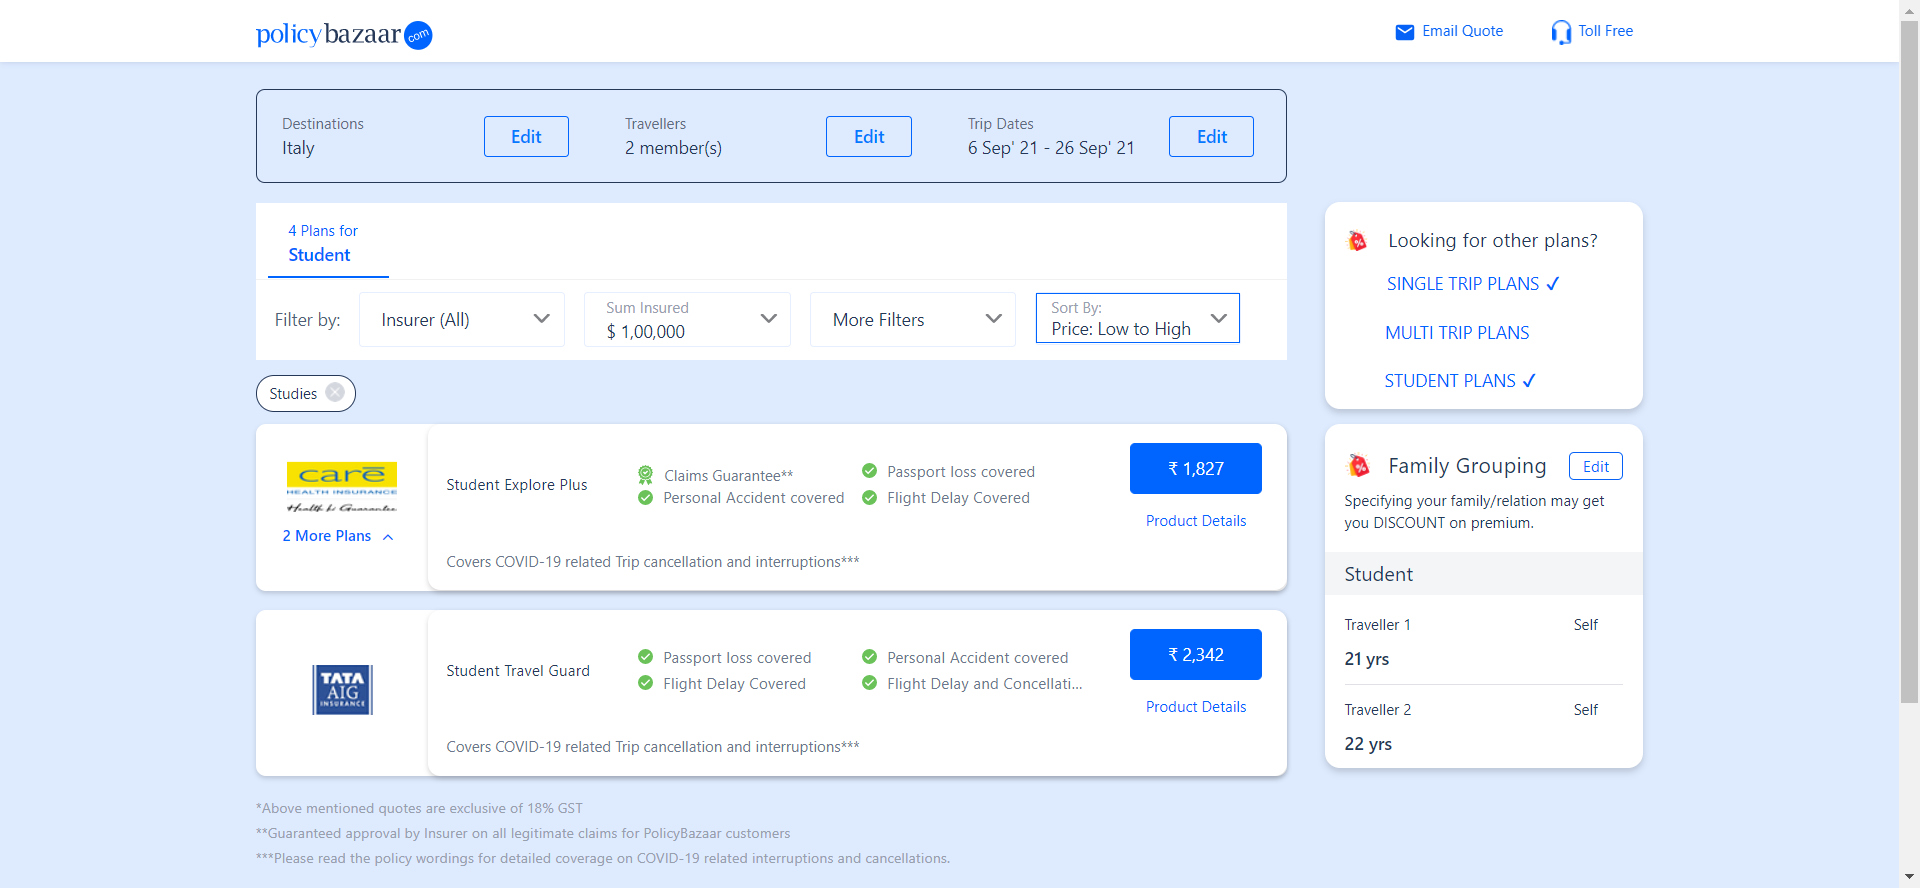 policybazaar com
Email Quote
Toll Free
Destinations
Italy
Edit
Travellers
2 member(s)
Edit
Trip Dates
6 Sep' 21 - 26 Sep' 21
Edit
4 Plans for
Student
Filter by:
Insurer (All)
Sum Insured
$ 1,00,000
More Filters
Sort By:
Price: Low to High
Studies
care
HEALTH INSURANCE
Health ki Guarantee
2 More Plans
Student Explore Plus
Claims Guarantee**
Passport loss covered
Personal Accident covered
Flight Delay Covered
₹ 1,827
Product Details
Covers COVID-19 related Trip cancellation and interruptions***
TATA
AIG
INSURANCE
Student Travel Guard
Passport loss covered
Personal Accident covered
Flight Delay Covered
Flight Delay and Concellati...
₹ 2,342
Product Details
Covers COVID-19 related Trip cancellation and interruptions***
*Above mentioned quotes are exclusive of 18% GST
**Guaranteed approval by Insurer on all legitimate claims for PolicyBazaar customers
***Please read the policy wordings for detailed coverage on COVID-19 related interruptions and cancellations.
Looking for other plans?
SINGLE TRIP PLANS ✓
MULTI TRIP PLANS
STUDENT PLANS ✓
Family Grouping
Edit
Specifying your family/relation may get
you DISCOUNT on premium.
Student
Traveller 1
Self
21 yrs
Traveller 2
Self
22 yrs